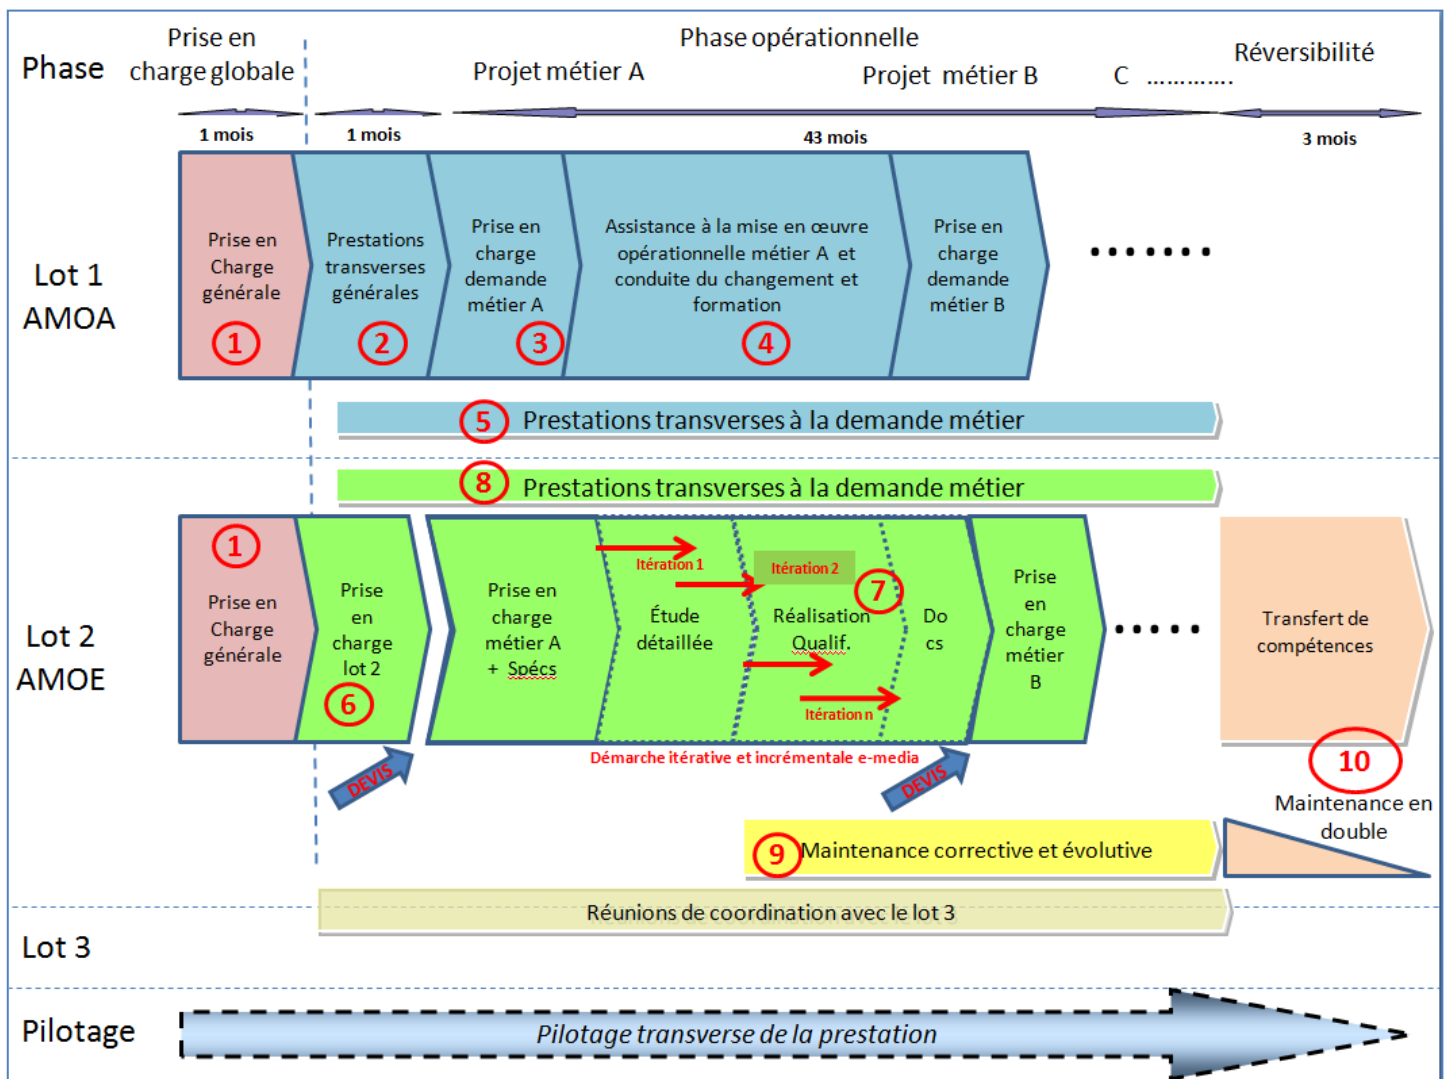 Phase
Prise en
charge globale
Phase opérationnelle
Projet métier A
Projet métier B
C ………….
Réversibilité
1 mois
1 mois
43 mois
3 mois
Lot 1
AMOA
Prise en
Charge
générale
1
Prestations
transverses
générales
2
Prise en
charge
demande
métier A
3
Assistance à la mise en œuvre
opérationnelle métier A et
conduite du changement et
formation
4
Prise en
charge
demande
métier B
.......
5 Prestations transverses à la demande métier
8 Prestations transverses à la demande métier
Lot 2
AMOE
1
Prise en
Charge
générale
Prise
en
charge
lot 2
6
Prise en
charge
métier A
+ Spécs
Étude
détaillée
Réalisation
Qualif.
7
Do
cs
Itération 1
Itération 2
Itération n
Prise
en
charge
métier
B
.....
Transfert de
compétences
10
Démarche itérative et incrémentale e-media
DEVIS
DEVIS
Maintenance en
double
9 Maintenance corrective et évolutive
Réunions de coordination avec le lot 3
Lot 3
Pilotage
Pilotage transverse de la prestation